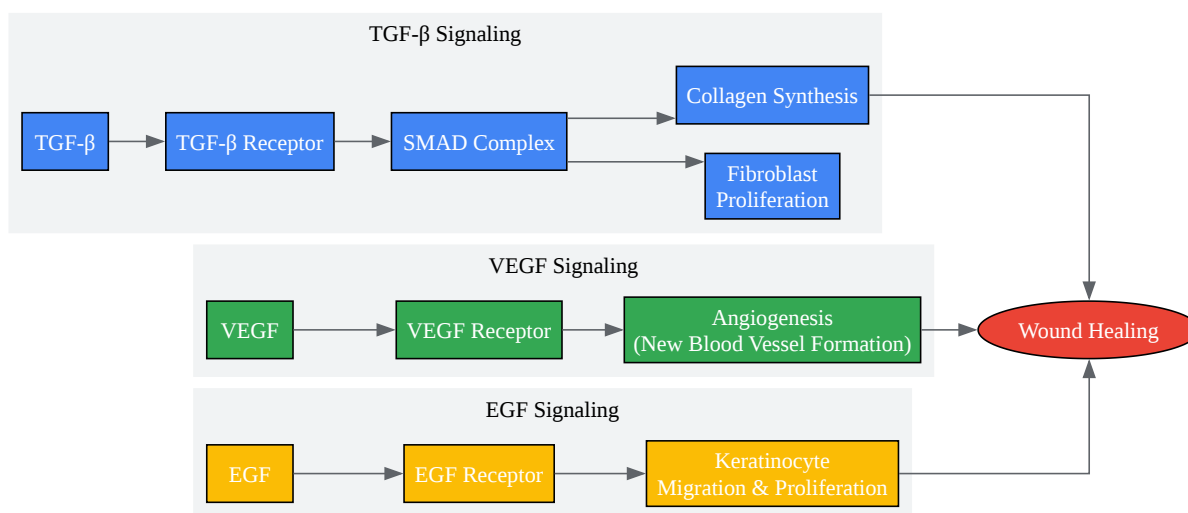 TGF-β Signaling
TGF-β
TGF-β Receptor
SMAD Complex
Collagen Synthesis
Fibroblast
Proliferation
VEGF Signaling
VEGF
VEGF Receptor
Angiogenesis
(New Blood Vessel Formation)
Wound Healing
EGF Signaling
EGF
EGF Receptor
Keratinocyte
Migration & Proliferation